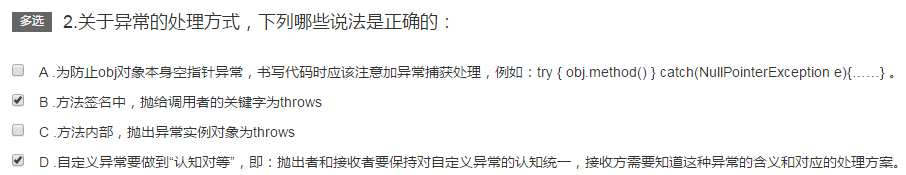 多选 2.关于异常的处理方式，下列哪些说法是正确的：
A .为防止obj对象本身空指针异常，书写代码时应该注意加异常捕获处理，例如：try { obj.method() } catch(NullPointerException e){……} 。
B .方法签名中，抛给调用者的关键字为throws
C .方法内部，抛出异常实例对象为throws
D .自定义异常要做到“认知对等”，即：抛出者和接收者要保持对自定义异常的认知统一，接收方需要知道这种异常的含义和对应的处理方案。